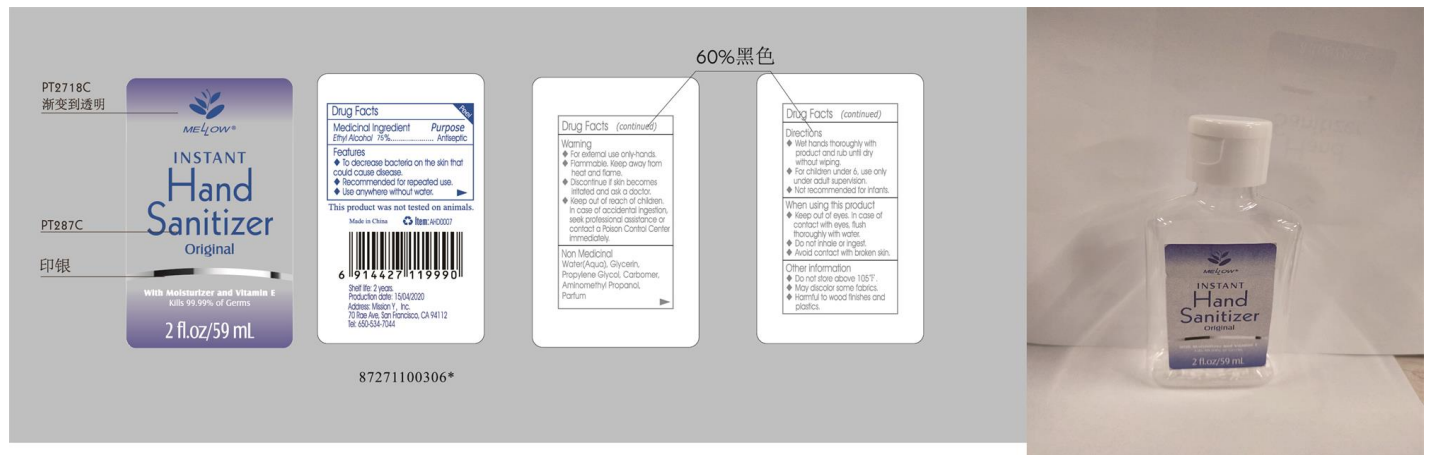 60%黑色
PT2718C
渐变到透明
PT287C
印银
MELLOW®
INSTANT
Hand
Sanitizer
Original
With Moisturizer and Vitamin E
Kills 99.99% of Germs
2 fl.oz/59 mL
Drug Facts
Peel
Medicinal Ingredient Purpose
Ethyl Alcohol 75%...................... Antiseptic
Features
♦ To decrease bacteria on the skin that
could cause disease.
♦ Recommended for repeated use.
♦ Use anywhere without water.
This product was not tested on animals.
Made in China Item: AHD0007
6 914427 119990
Shelf life: 2 years.
Production date: 15/04/2020
Address: Mission Y, Inc.
70 Rae Ave, San Francisco, CA 94112
Tel: 650-534-7044
87271100306*
Drug Facts (continued)
Warning
♦ For external use only-hands.
♦ Flammable. Keep away from
heat and flame.
♦ Discontinue if skin becomes
irritated and ask a doctor.
♦ Keep out of reach of children.
In case of accidental ingestion,
seek professional assistance or
contact a Poison Control Center
immediately.
Non Medicinal
Water(Aqua), Glycerin,
Propylene Glycol, Carbomer,
Aminomethyl Propanol,
Parfum
Drug Facts (continued)
Directions
♦ Wet hands thoroughly with
product and rub until dry
without wiping.
♦ For children under 6, use only
under adult supervision.
♦ Not recommended for infants.
When using this product
♦ Keep out of eyes. In case of
contact with eyes, flush
thoroughly with water.
♦ Do not inhale or ingest.
♦ Avoid contact with broken skin.
Other information
♦ Do not store above 105°F.
♦ May discolor some fabrics.
♦ Harmful to wood finishes and
plastics.
MELLOW®
INSTANT
Hand
Sanitizer
Original
With Moisturizer and Vitamin E
2 fl.oz/59 mL